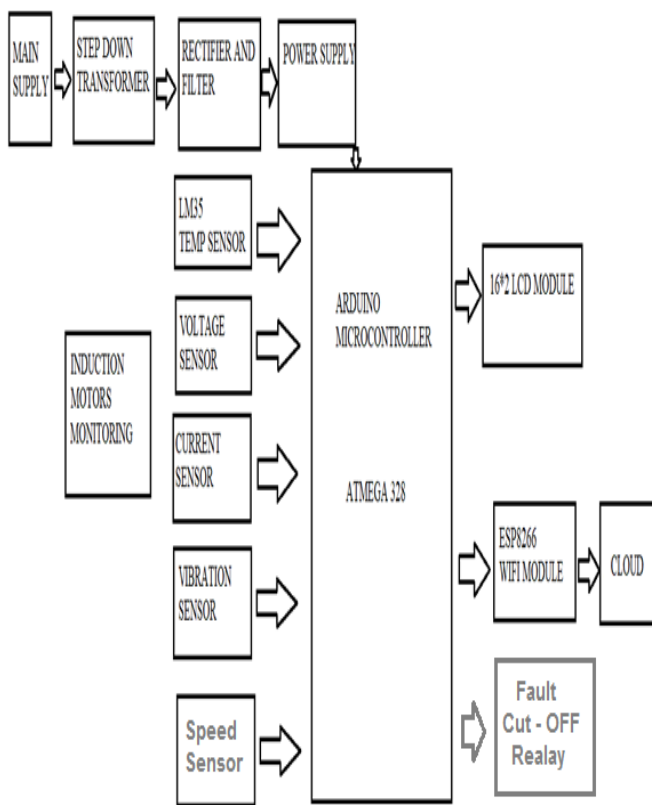 MAIN
SUPPLY
STEP DOWN
TRANSFORMER
RECTIFIER AND
FILTER
POWER SUPPLY
LM35
TEMP SENSOR
VOLTAGE
SENSOR
INDUCTION
MOTORS
MONITORING
CURRENT
SENSOR
VIBRATION
SENSOR
Speed
Sensor
ARDUINO
MICROCONTROLLER
ATMEGA 328
16*2 LCD MODULE
ESP8266
WIFI MODULE
CLOUD
Fault
Cut - OFF
Realay